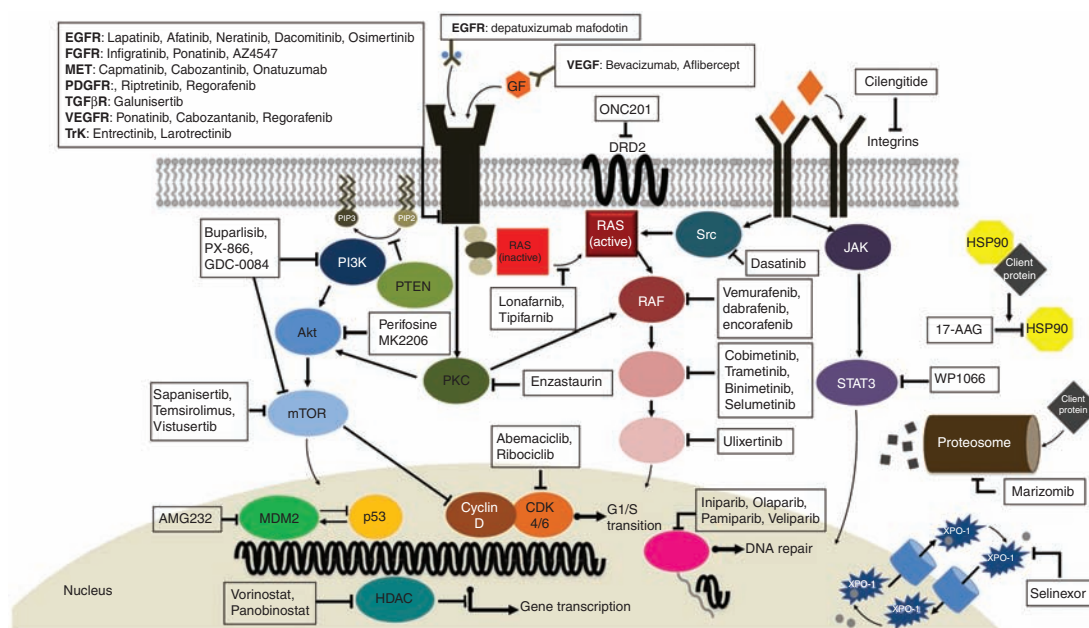 EGFR: Lapatinib, Afatinib, Neratinib, Dacomitinib, Osimertinib
FGFR: Infigratinib, Ponatinib, AZ4547
MET: Capmatinib, Cabozantinib, Onatuzumab
PDGFR:, Riptretinib, Regorafenib
TGFβR: Galunisertib
VEGFR: Ponatinib, Cabozantanib, Regorafenib
TrK: Entrectinib, Larotrectinib
EGFR: depatuxizumab mafodotin
GF
VEGF: Bevacizumab, Aflibercept
ONC201
DRD2
Cilengitide
Integrins
PIP3
PIP2
Buparlisib,
PX-866,
GDC-0084
PI3K
PTEN
RAS
(inactive)
RAS
(active)
Src
JAK
HSP90
Client
protein
Dasatinib
Lonafarnib,
Tipifarnib
RAF
Vemurafenib,
dabrafenib,
encorafenib
17-AAG
HSP90
Akt
Perifosine
MK2206
PKC
Enzastaurin
Cobimetinib,
Trametinib,
Binimetinib,
Selumetinib
STAT3
WP1066
Sapanisertib,
Temsirolimus,
Vistusertib
mTOR
Client
protein
Proteosome
Abemaciclib,
Ribociclib
Ulixertinib
Marizomib
AMG232
MDM2
p53
Cyclin
D
CDK
4/6
G1/S
transition
Iniparib, Olaparib,
Pamiparib, Veliparib
DNA repair
XPO-1
XPO-1
XPO-1
XPO-1
Selinexor
Nucleus
Vorinostat,
Panobinostat
HDAC
Gene transcription